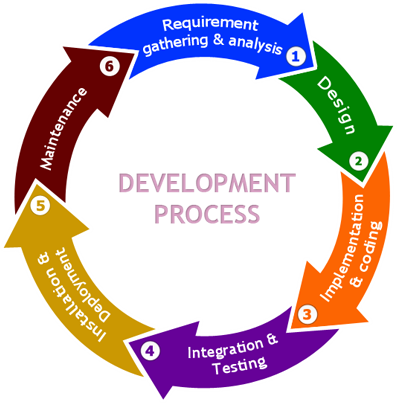 Requirement
gathering & analysis
1
Design
2
Implementation
& coding
3
Integration &
Testing
4
Installation &
Deployment
5
Maintenance
6
DEVELOPMENT
PROCESS